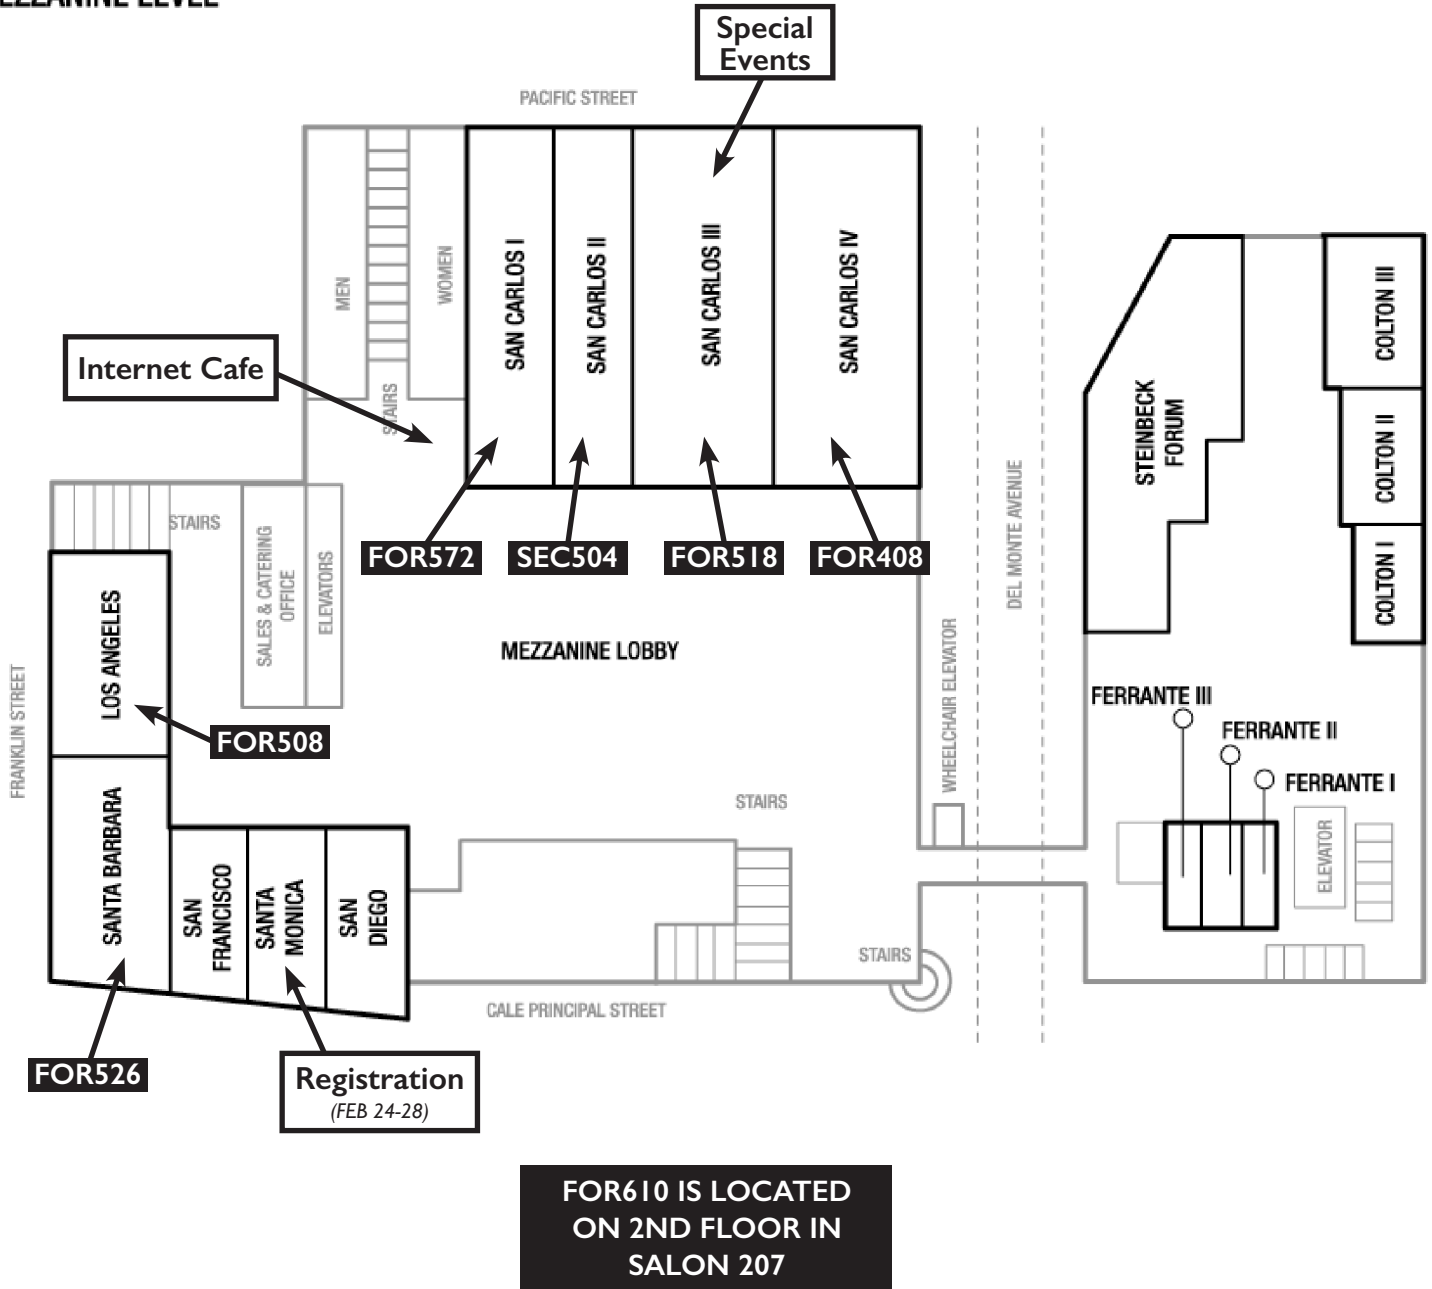 MEZZANINE LEVEL
Special
Events
PACIFIC STREET
MEN
STAIRS
WOMEN
SAN CARLOS I
SAN CARLOS II
SAN CARLOS III
SAN CARLOS IV
Internet Cafe
STEINBECK
FORUM
COLTON III
COLTON II
COLTON I
DEL MONTE AVENUE
STAIRS
SALES & CATERING
OFFICE
ELEVATORS
FOR572
SEC504
FOR518
FOR408
MEZZANINE LOBBY
WHEELCHAIR ELEVATOR
FRANKLIN STREET
LOS ANGELES
FOR508
FERRANTE III
FERRANTE II
FERRANTE I
ELEVATOR
STAIRS
SANTA BARBARA
SAN
FRANCISCO
SANTA
MONICA
SAN
DIEGO
STAIRS
CALE PRINCIPAL STREET
FOR526
Registration
(FEB 24-28)
FOR610 IS LOCATED
ON 2ND FLOOR IN
SALON 207